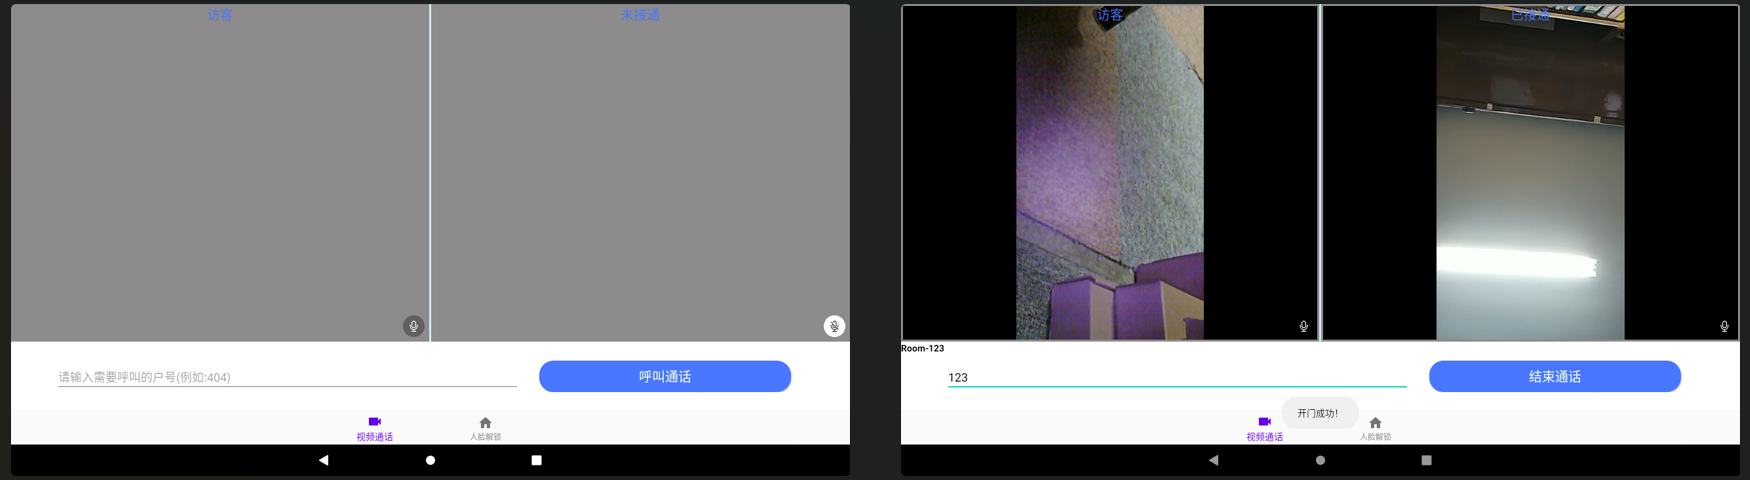 访客
未接通
请输入需要呼叫的户号(例如:404)
呼叫通话
视频通话
人脸解锁
访客
已接通
Room-123
123
结束通话
开门成功!
视频通话
人脸解锁